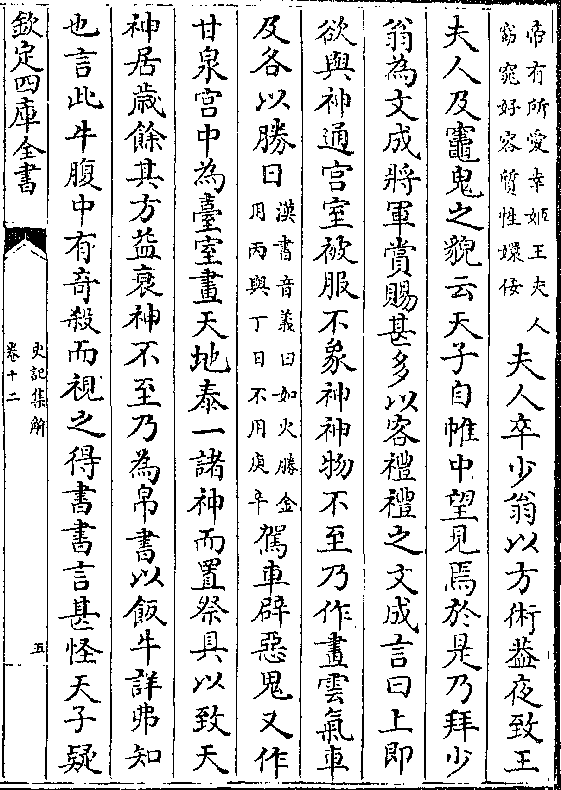 帝有所愛幸姬王夫人
窈窕好容質性嬛佞
夫人卒少翁以方術葢夜致王
夫人及竈鬼之貌云天子自帷中望見焉於是乃拜少
翁為文成將軍賞賜甚多以客禮禮之文成言曰上即
欲與神通宫室被服不象神神物不至乃作畫雲氣車
及各以勝日
漢書音義曰如火勝金
用丙與丁日不用庚辛
駕車辟惡鬼又作
甘泉宫中為臺室畫天地泰一諸神而置祭具以致天
神居嵗餘其方益衰神不至乃為帛書以飯牛詳弗知
也言此牛腹中有奇殺而視之得書書言甚怪天子疑
欽定四庫全書
史記集解
卷十二
五